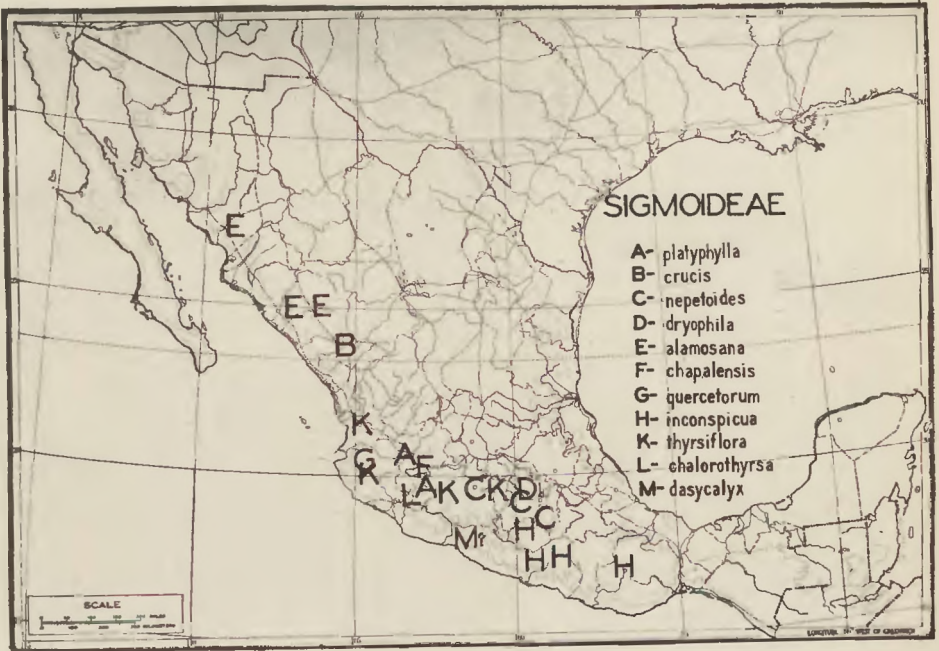 SIGMOIDEAE
A- platyphylla
B- crucis
C- nepetoides
D- dryophila
E- alamosana
F- chapalensis
G- quercetorum
H- inconspicua
K- thyrsiflora
L- chalorothyrsa
M- dasycalyx
E
E E
B
K
A
G F
K
A K C K D
L C
C
H
M?
H H
H
SCALE